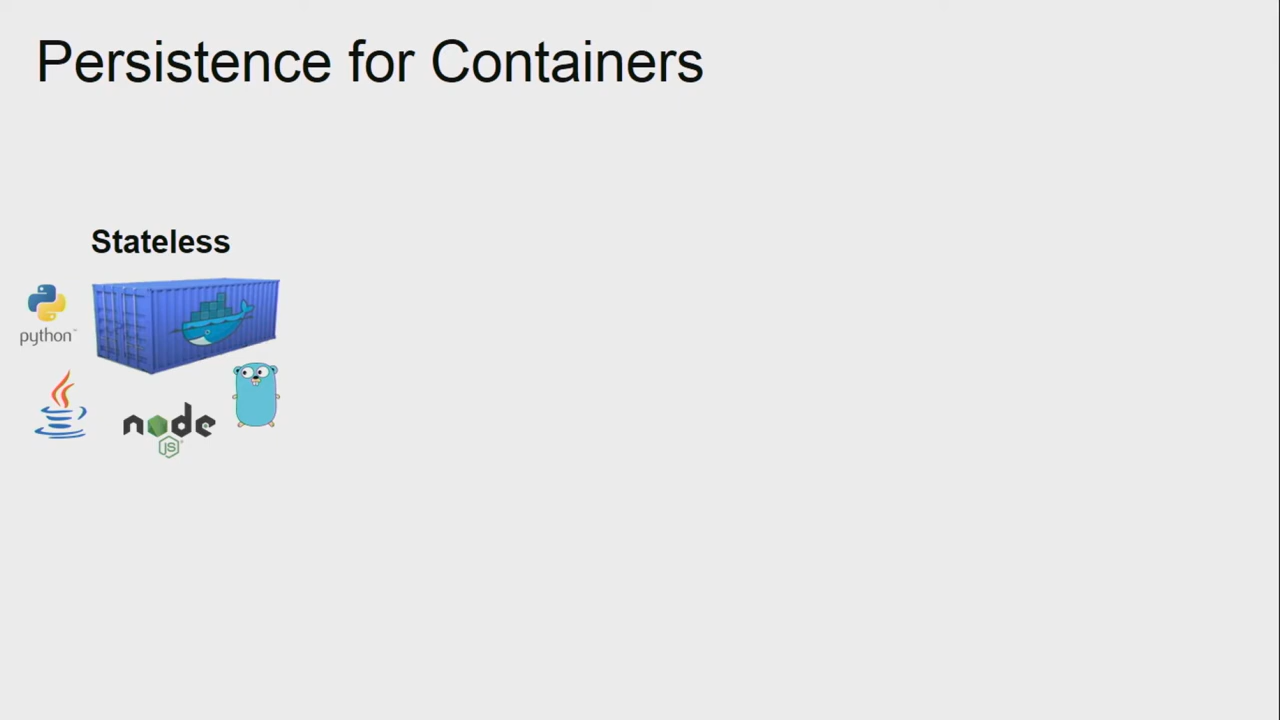 Persistence for Containers
Stateless
python
node
JS